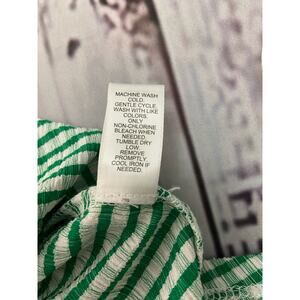 MACHINE WASH
COLD.
GENTLE CYCLE.
WASH WITH LIKE
COLORS.
ONLY
NON-CHLORINE
BLEACH WHEN
NEEDED.
TUMBLE DRY
LOW.
REMOVE
PROMPTLY.
COOL IRON IF
NEEDED.